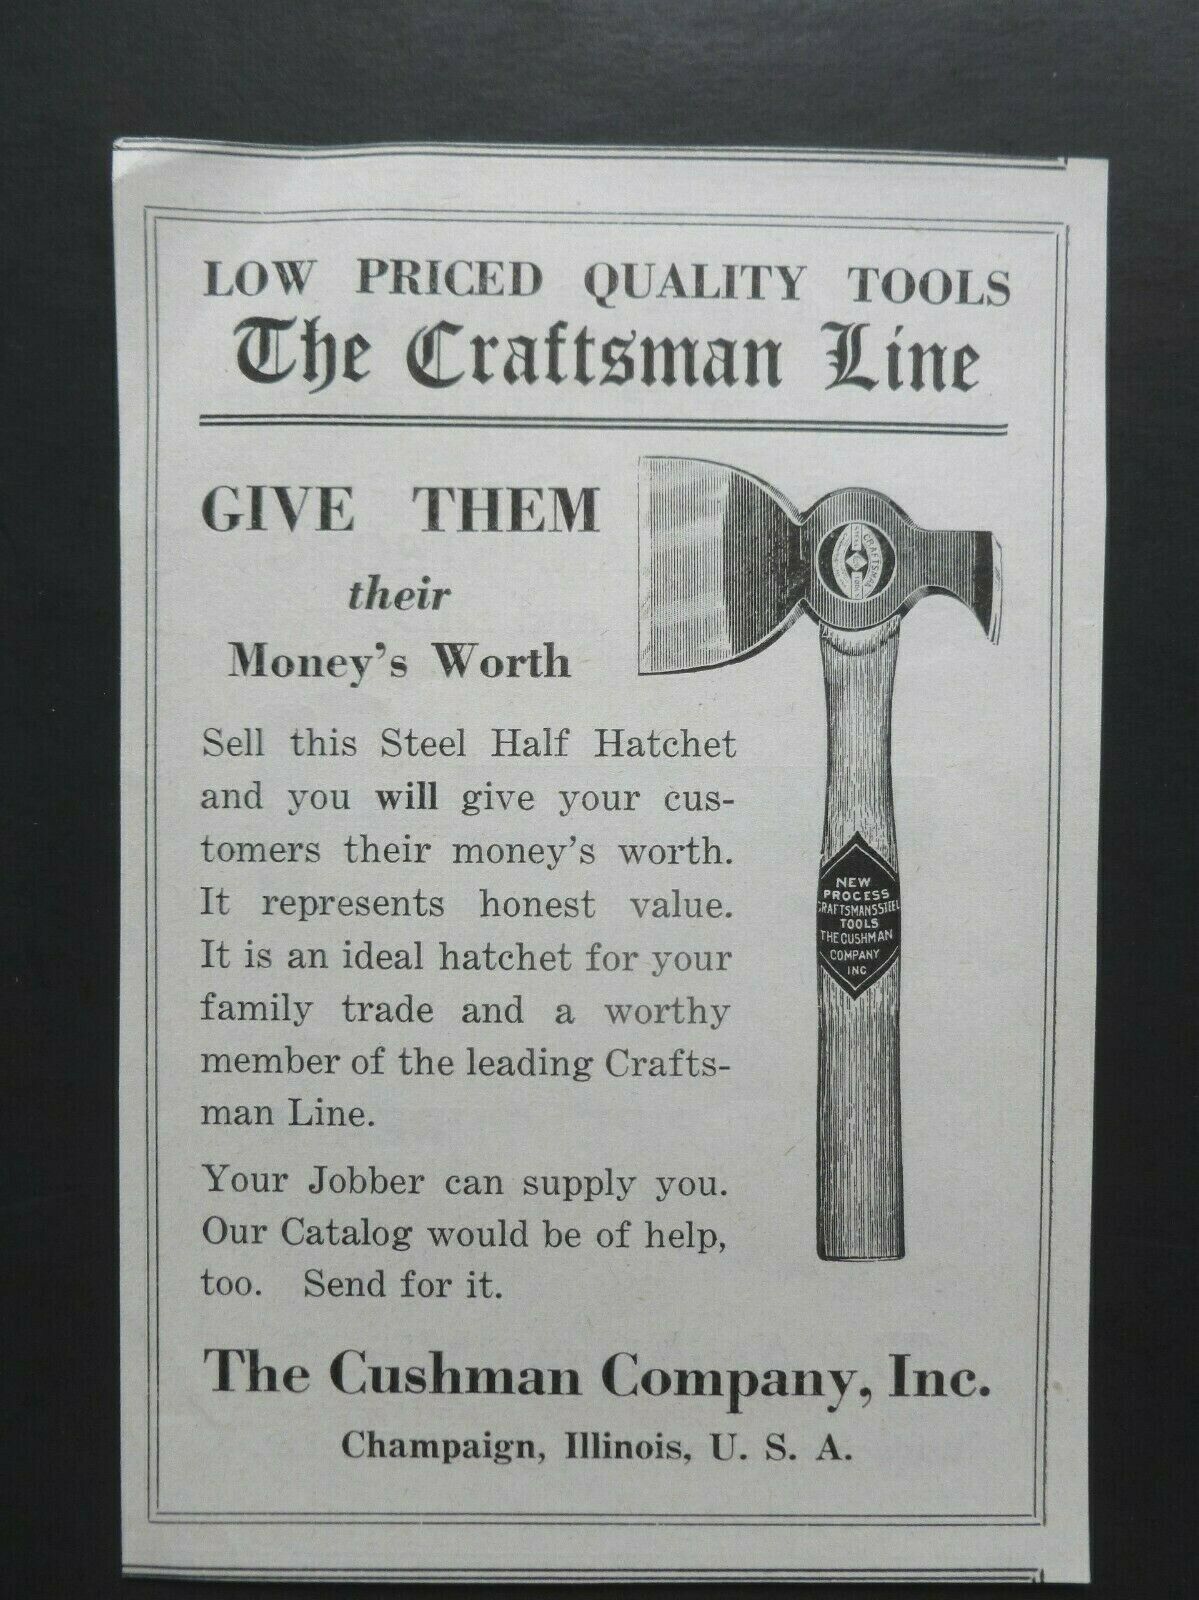 LOW PRICED QUALITY TOOLS
The Craftsman Line
GIVE THEM
their
Money's Worth
Sell this Steel Half Hatchet
and you will give your cus-
tomers their money's worth.
It represents honest value.
It is an ideal hatchet for your
family trade and a worthy
member of the leading Crafts-
man Line.
Your Jobber can supply you.
Our Catalog would be of help,
too. Send for it.
CRAFTSMAN
NEW
PROCESS
CRAFTSMANSSTEEL
TOOLS
THE CUSHMAN
COMPANY
INC
The Cushman Company, Inc.
Champaign, Illinois, U. S. A.